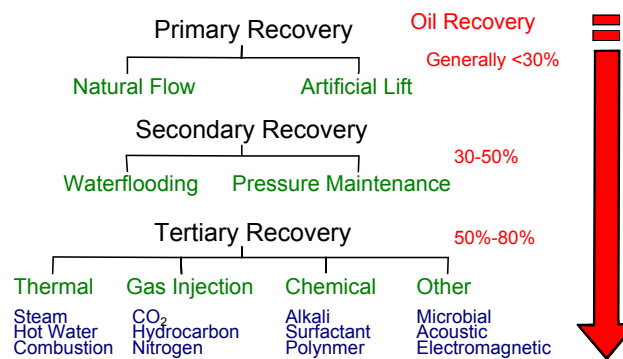 Primary Recovery
Oil Recovery
Generally <30%
Natural Flow
Artificial Lift
Secondary Recovery
30-50%
Waterflooding
Pressure Maintenance
Tertiary Recovery
50%-80%
Thermal
Gas Injection
Chemical
Other
Steam
Hot Water
Combustion
CO₂
Hydrocarbon
Nitrogen
Alkali
Surfactant
Polynmer
Microbial
Acoustic
Electromagnetic